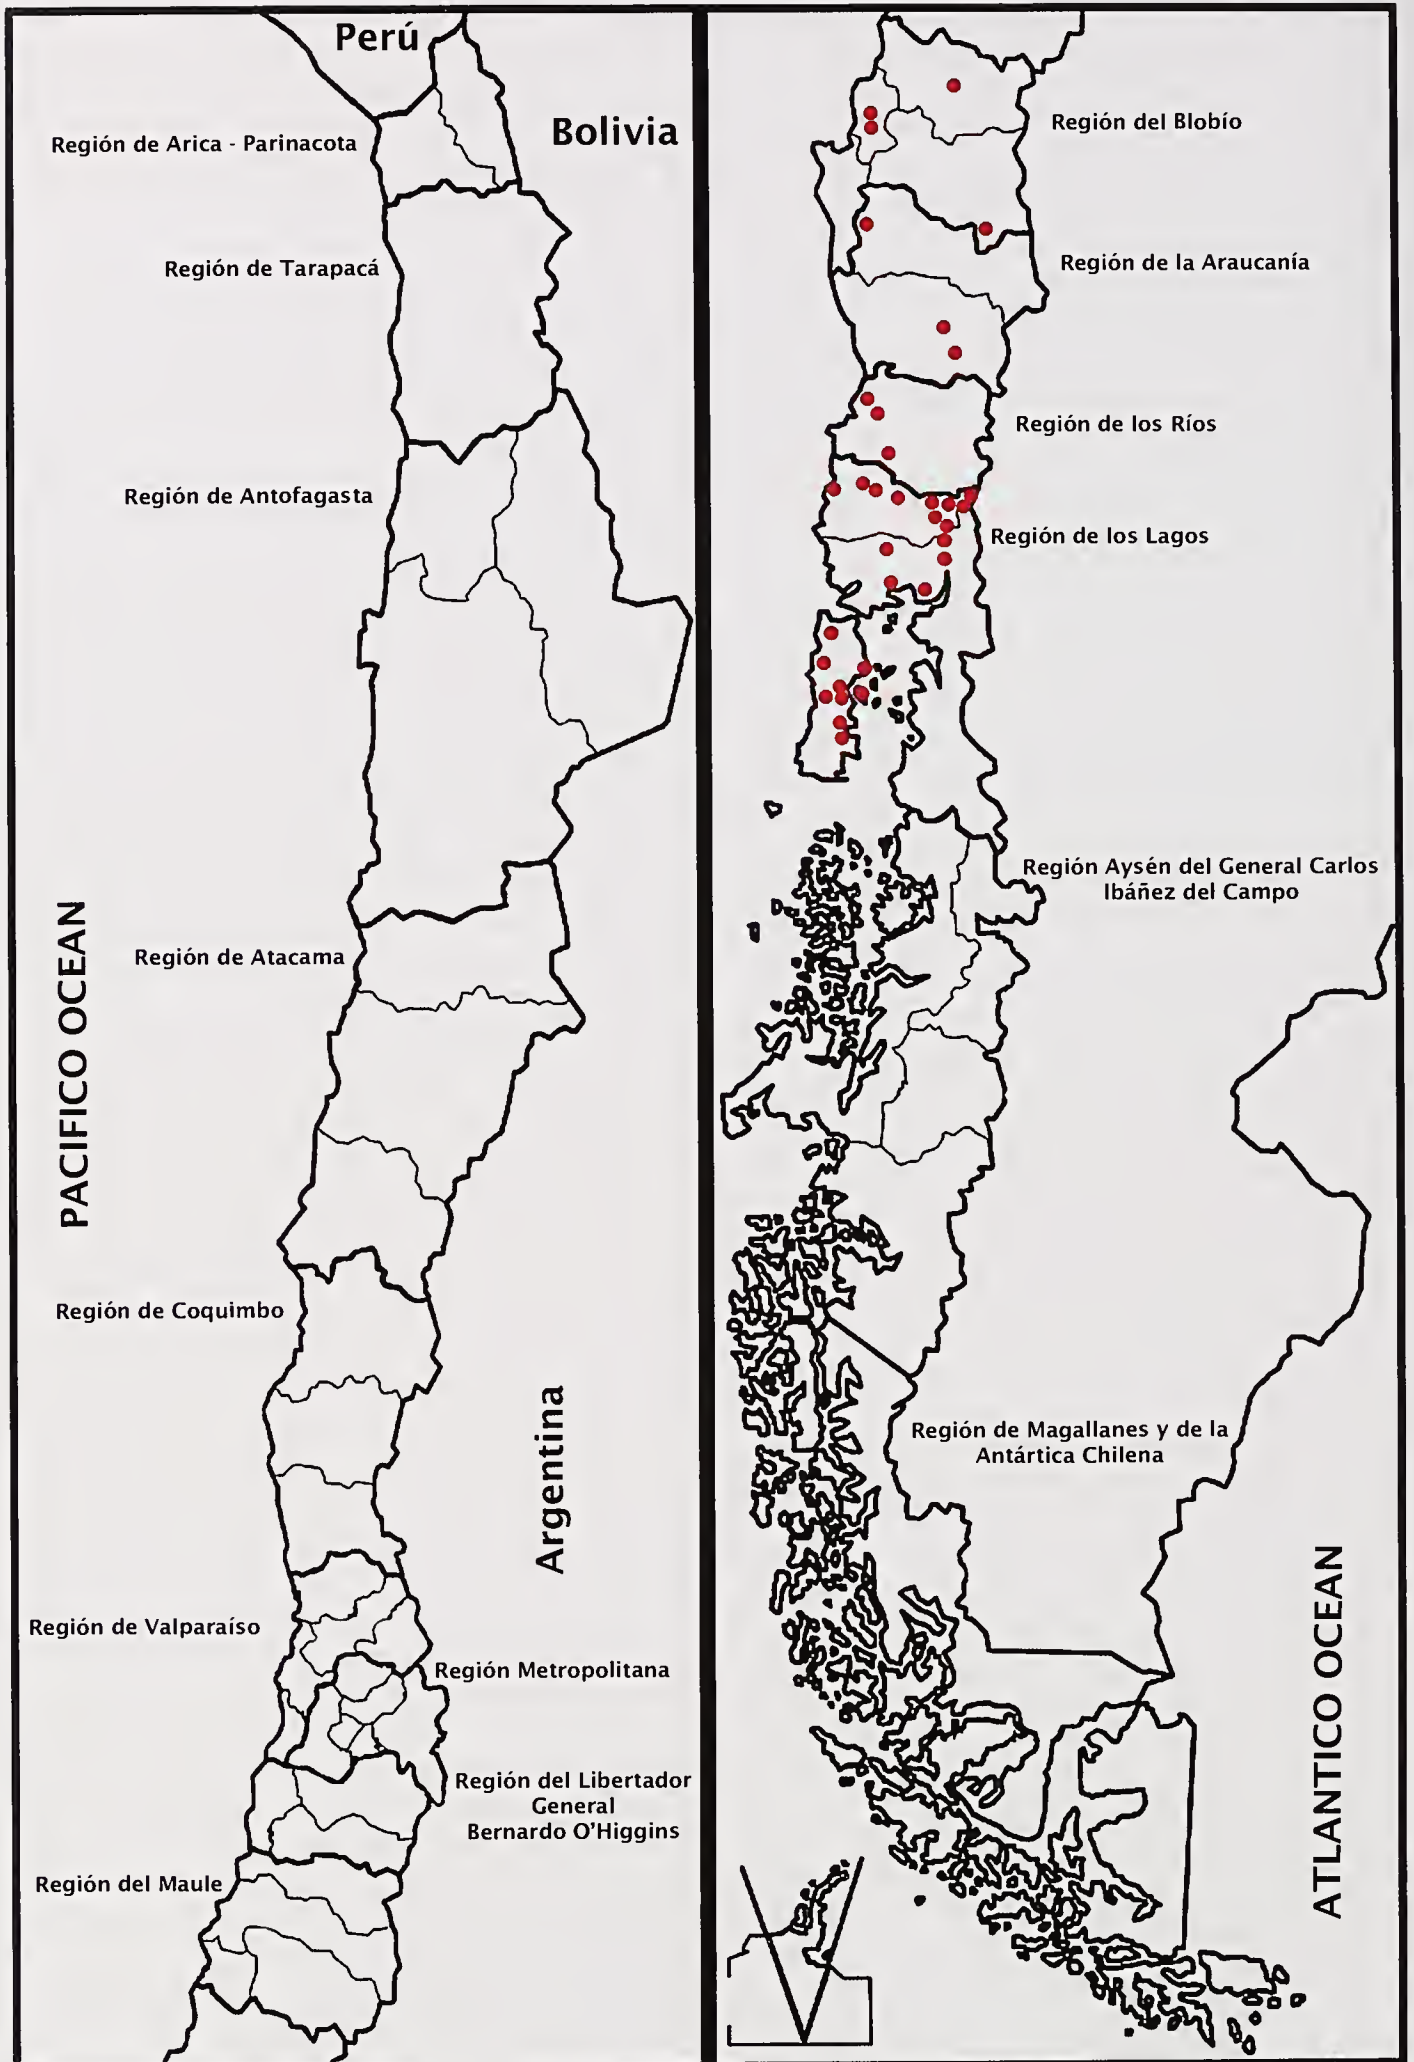 Perú
Bolivia
Región de Arica - Parinacota
Región de Tarapacá
Región de Antofagasta
Región de Atacama
PACIFICO OCEAN
Región de Coquimbo
Argentina
Región de Valparaíso
Región Metropolitana
Región del Libertador
General
Bernardo O'Higgins
Región del Maule
Región del Blobío
Región de la Araucanía
Región de los Ríos
Región de los Lagos
Región Aysén del General Carlos
Ibáñez del Campo
Región de Magallanes y de la
Antártica Chilena
ATLANTICO OCEAN